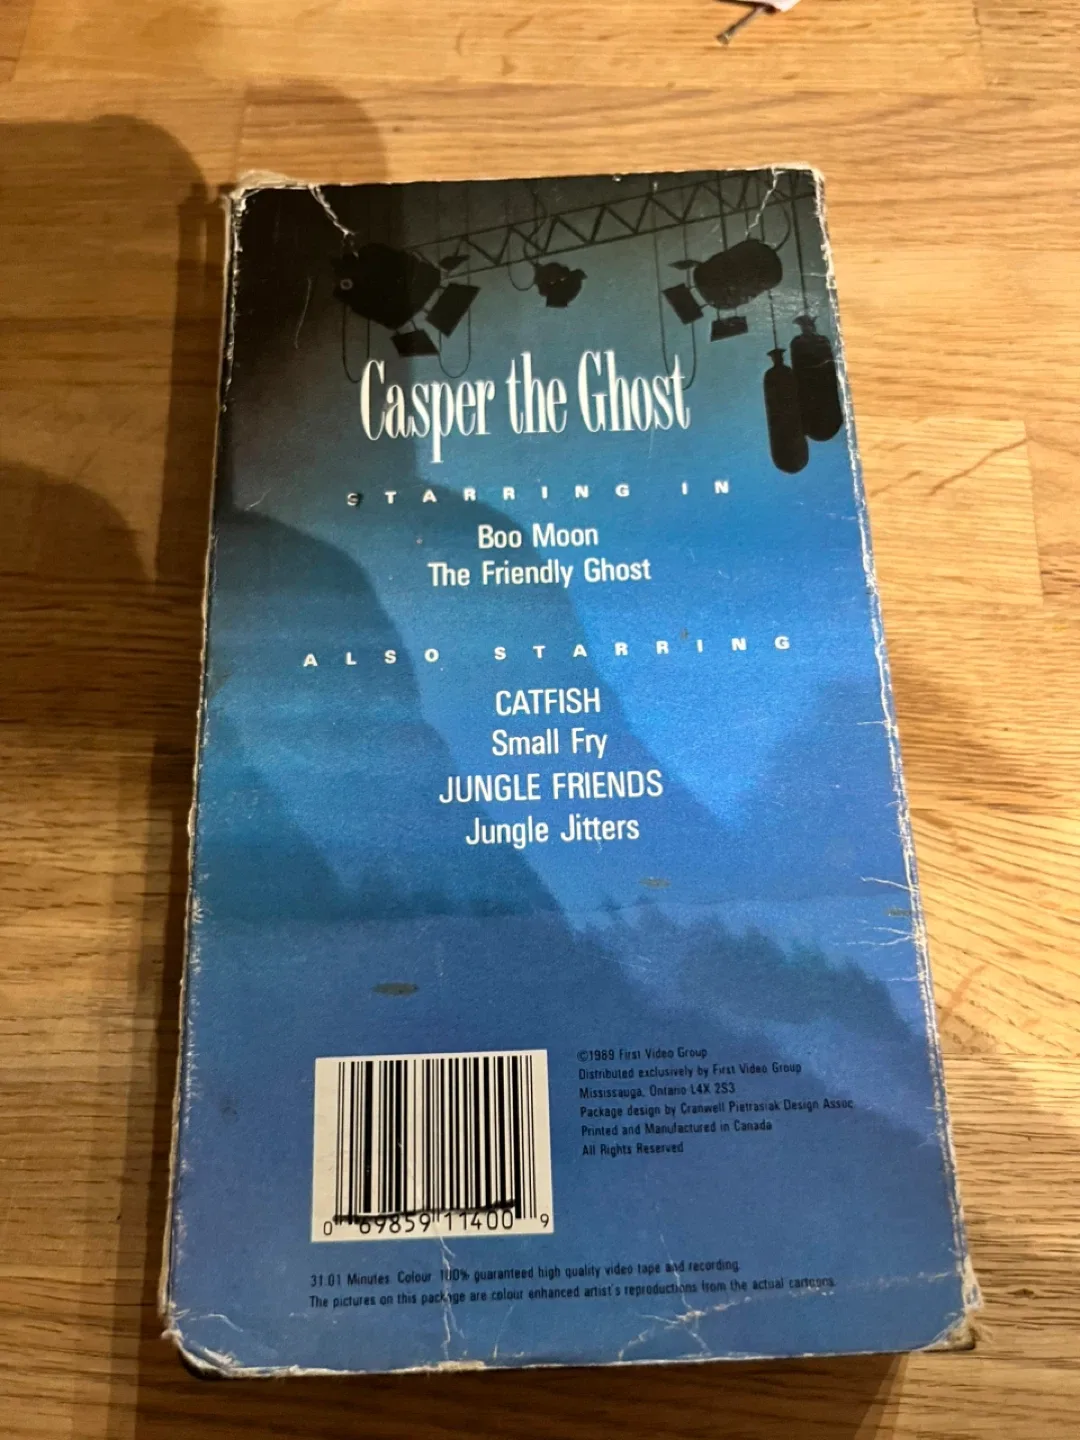 Casper the Ghost
STARRING IN
Boo Moon
The Friendly Ghost
ALSO STARRING
CATFISH
Small Fry
JUNGLE FRIENDS
Jungle Jitters
©1989 First Video Group
Distributed exclusively by First Video Group
Mississauga, Ontario L4X 2S3
Package design by Cranwell Pietrasiak Design Assoc
Printed and Manufactured in Canada
All Rights Reserved
0 69859 11400 9
31:01 Minutes Colour 100% guaranteed high quality video tape and recording.
The pictures on this package are colour enhanced artist's reproductions from the actual cartoons.